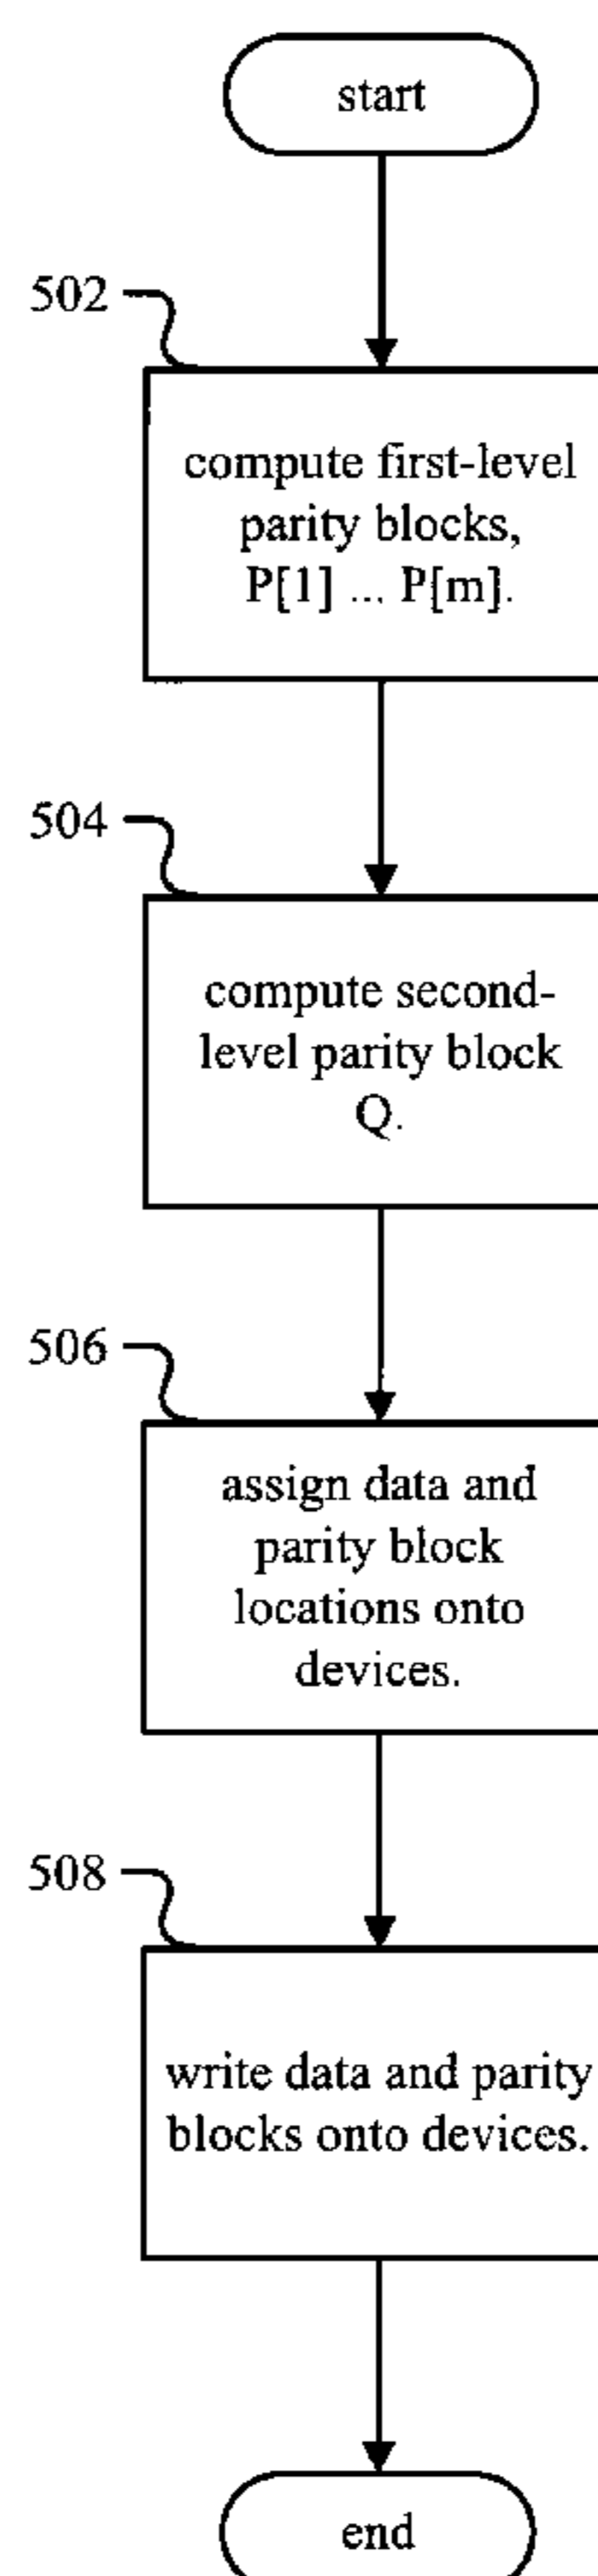 start
502
compute first-level
parity blocks,
P[1] ... P[m].
504
compute second-
level parity block
Q.
506
assign data and
parity block
locations onto
devices.
508
write data and parity
blocks onto devices.
end